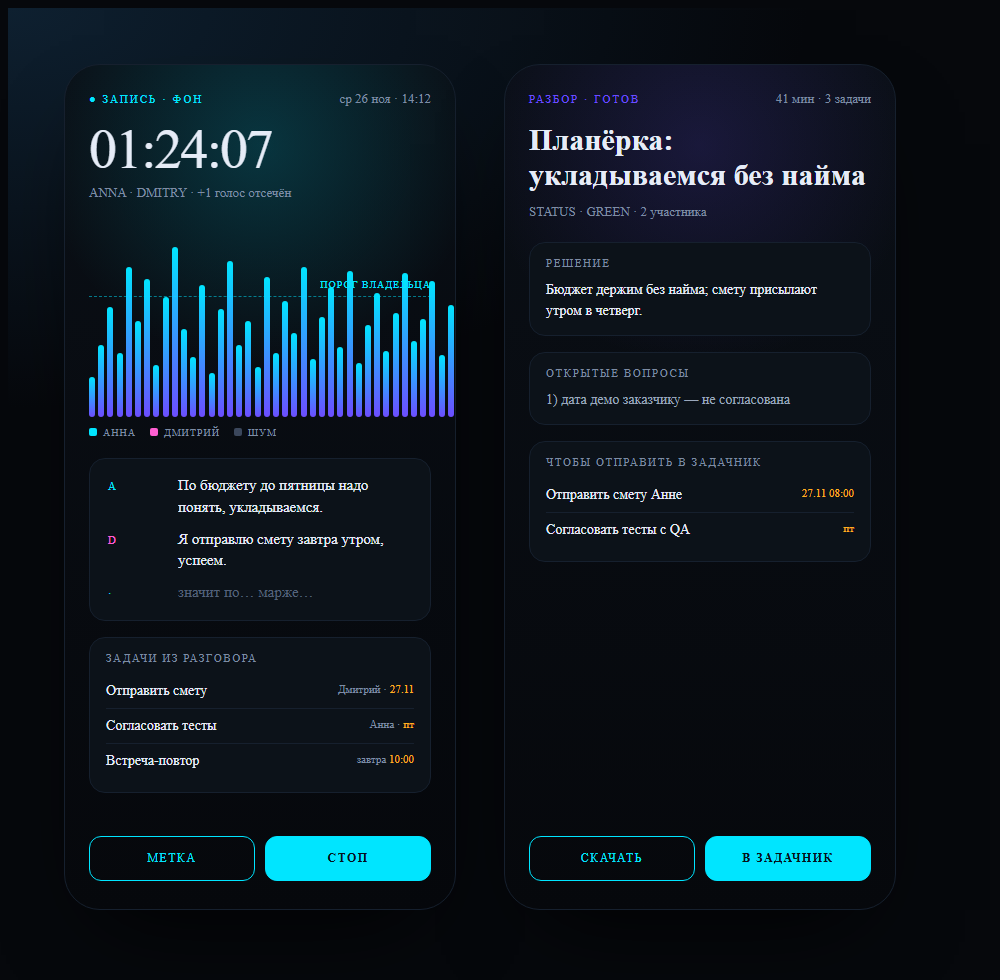 ● ЗАПИСЬ · ФОН
ср 26 ноя · 14:12
01:24:07
ANNA · DMITRY · +1 голос отсечён
ПОРОГ ВЛАДЕЛЬЦА
АННА
ДМИТРИЙ
ШУМ
A
По бюджету до пятницы надо
понять, укладываемся.
D
Я отправлю смету завтра утром,
успеем.
·
значит по… марже…
ЗАДАЧИ ИЗ РАЗГОВОРА
Отправить смету
Дмитрий · 27.11
Согласовать тесты
Анна · пт
Встреча-повтор
завтра 10:00
МЕТКА
СТОП
РАЗБОР · ГОТОВ
41 мин · 3 задачи
Планёрка:
укладываемся без найма
STATUS · GREEN · 2 участника
РЕШЕНИЕ
Бюджет держим без найма; смету присылают
утром в четверг.
ОТКРЫТЫЕ ВОПРОСЫ
1) дата демо заказчику — не согласована
ЧТОБЫ ОТПРАВИТЬ В ЗАДАЧНИК
Отправить смету Анне
27.11 08:00
Согласовать тесты с QA
пт
СКАЧАТЬ
В ЗАДАЧНИК